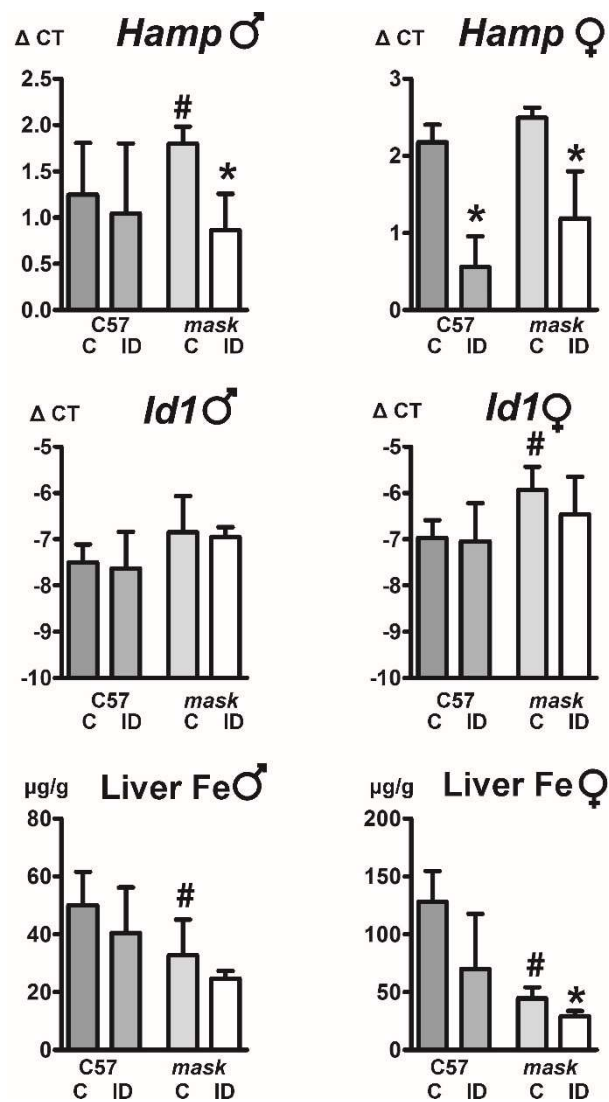 Δ CT Hamp ♂
2.5
2.0
1.5
1.0
0.5
0.0
#
*
C57 mask
C ID C ID
Δ CT Hamp ♀
3
2
1
0
*
*
C57 mask
C ID C ID
Δ CT Id1 ♂
-5
-6
-7
-8
-9
-10
C57 mask
C ID C ID
Δ CT Id1 ♀
-5
-6
-7
-8
-9
-10
#
C57 mask
C ID C ID
µg/g Liver Fe ♂
80
60
40
20
0
#
C57 mask
C ID C ID
µg/g Liver Fe ♀
200
150
100
50
0
#
*
C57 mask
C ID C ID